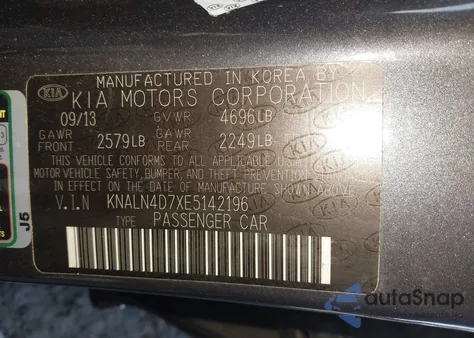 MANUFACTURED IN KOREA BY
KIA
KIA MOTORS CORPORATION
09/13 GVWR 4696LB
GAWR FRONT 2579LB GAWR REAR 2249LB
THIS VEHICLE CONFORMS TO ALL APPLICABLE
MOTOR VEHICLE SAFETY, BUMPER, AND THEFT PREVENTION
IN EFFECT ON THE DATE OF MANUFACTURE SHOWN ABOVE
V.I.N KNALN4D7XE5142196
TYPE PASSENGER CAR
J5
autoSnap